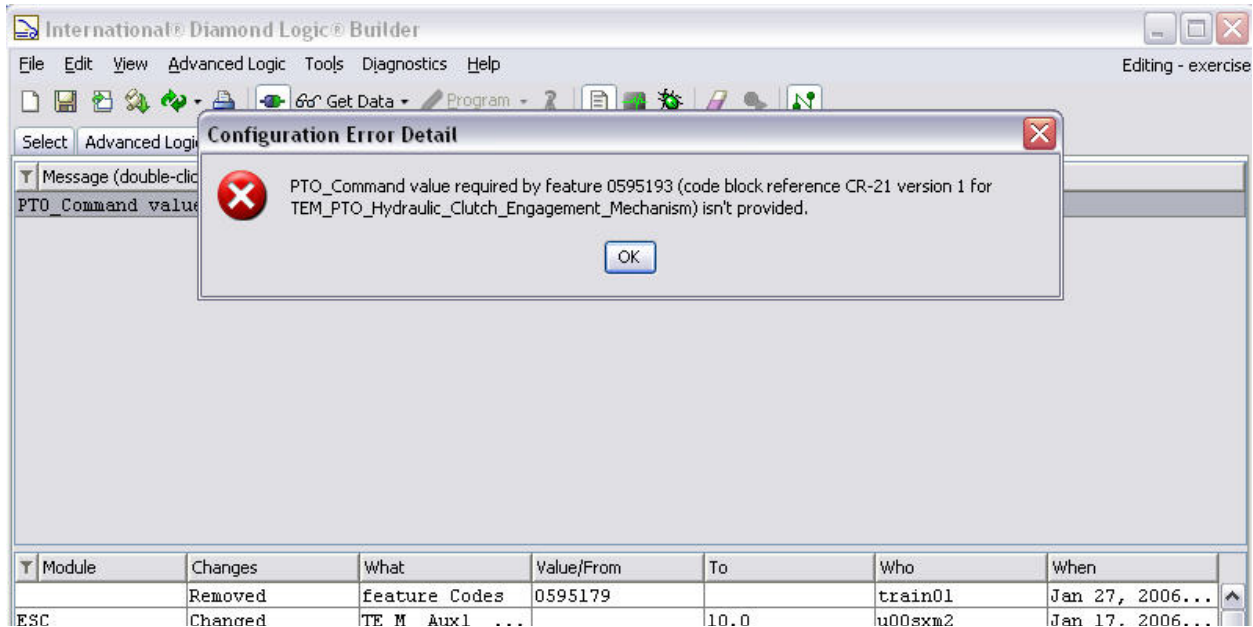 International® Diamond Logic® Builder
File Edit View Advanced Logic Tools Diagnostics Help Editing - exercise
Get Data Program
Select Advanced Logi
Configuration Error Detail
Message (double-clic
PTO_Command value
PTO_Command value required by feature 0595193 (code block reference CR-21 version 1 for
TEM_PTO_Hydraulic_Clutch_Engagement_Mechanism) isn't provided.
OK
Module Changes What Value/From To Who When
Removed feature Codes 0595179 train01 Jan 27, 2006...
ESC Changed TE M Aux1 ... 10.0 u00sxm2 Jan 17, 2006...